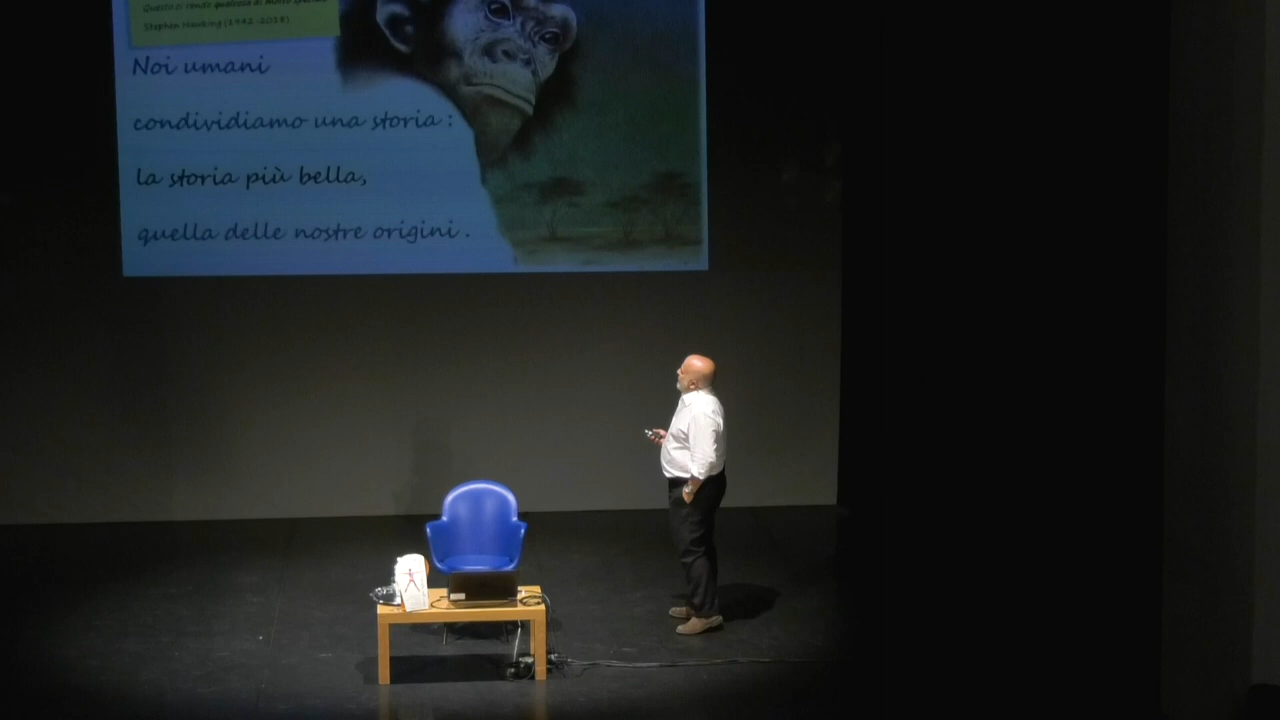 Questo ci rende qualcosa di molto speciale
Stephen Hawking (1942-2018)
Noi umani
condividiamo una storia :
la storia più bella,
quella delle nostre origini .